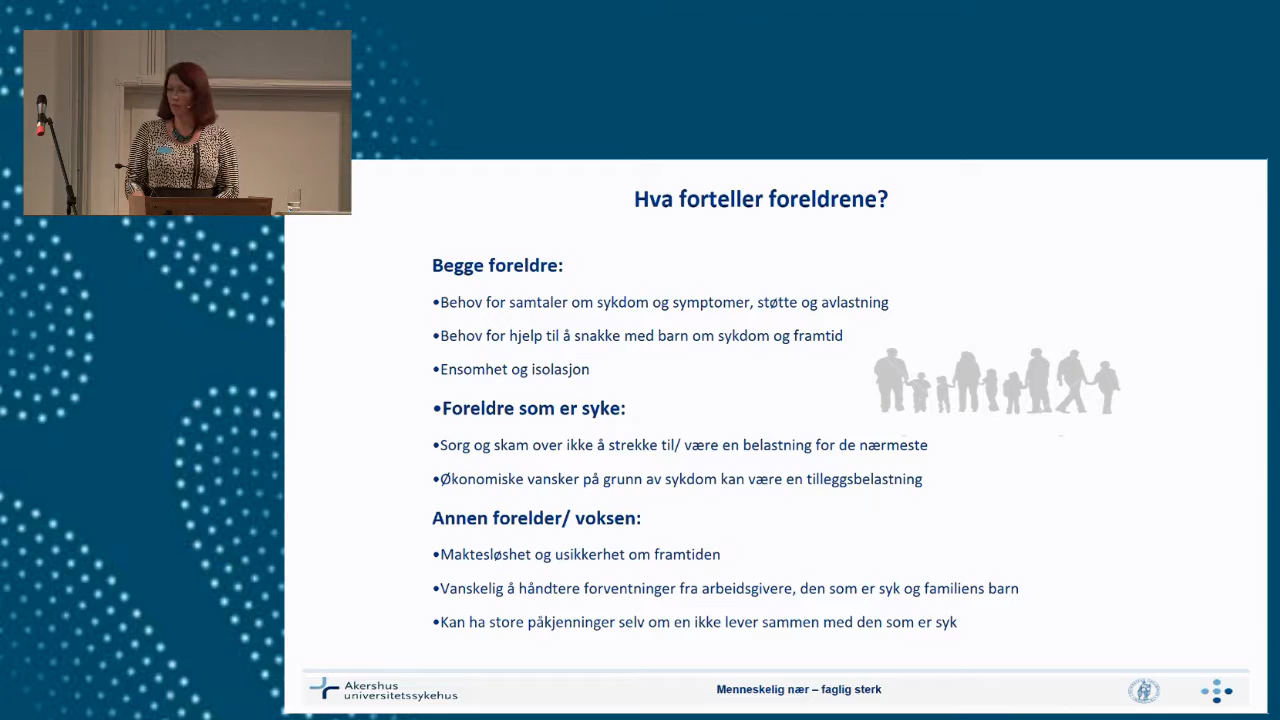 Hva forteller foreldrene?
Begge foreldre:
•Behov for samtaler om sykdom og symptomer, støtte og avlastning
•Behov for hjelp til å snakke med barn om sykdom og framtid
•Ensomhet og isolasjon
•Foreldre som er syke:
•Sorg og skam over ikke å strekke til/ være en belastning for de nærmeste
•Økonomiske vansker på grunn av sykdom kan være en tilleggsbelastning
Annen forelder/ voksen:
•Maktesløshet og usikkerhet om framtiden
•Vanskelig å håndtere forventninger fra arbeidsgivere, den som er syk og familiens barn
•Kan ha store påkjenninger selv om en ikke lever sammen med den som er syk
Akershus
universitetssykehus
Menneskelig nær – faglig sterk